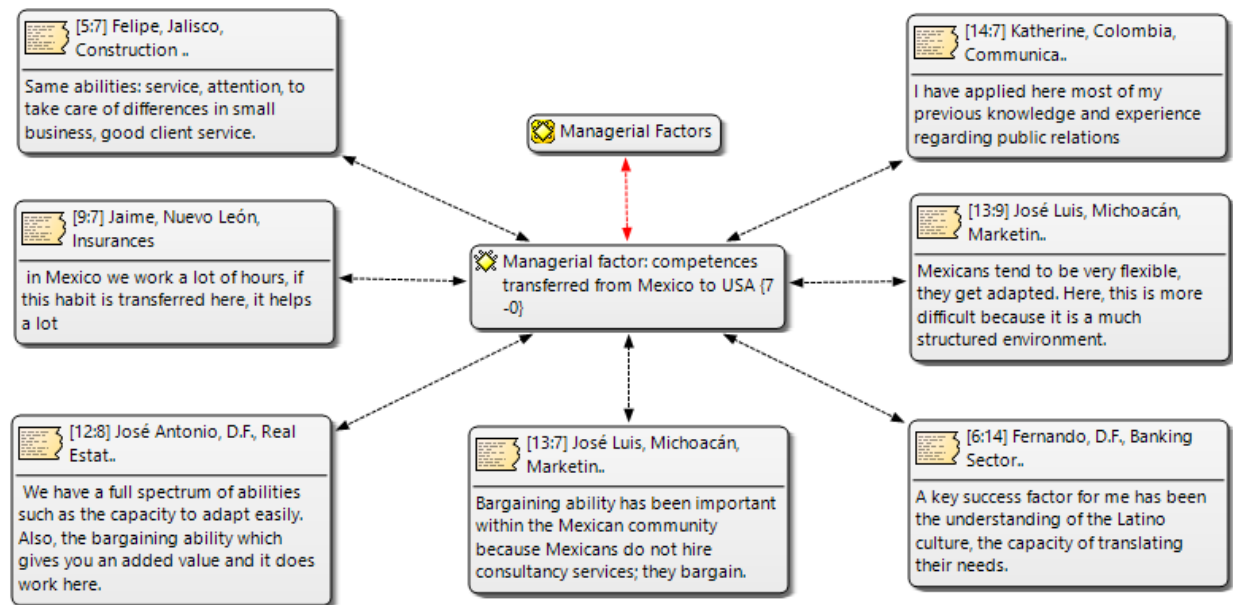 [5:7] Felipe, Jalisco,
Construction ..
Same abilities: service, attention, to
take care of differences in small
business, good client service.
[14:7] Katherine, Colombia,
Communica..
I have applied here most of my
previous knowledge and experience
regarding public relations
Managerial Factors
[9:7] Jaime, Nuevo León,
Insurances
in Mexico we work a lot of hours, if
this habit is transferred here, it helps
a lot
Managerial factor: competences
transferred from Mexico to USA {7
-0}
[13:9] José Luis, Michoacán,
Marketin..
Mexicans tend to be very flexible,
they get adapted. Here, this is more
difficult because it is a much
structured environment.
[12:8] José Antonio, D.F., Real
Estat..
We have a full spectrum of abilities
such as the capacity to adapt easily.
Also, the bargaining ability which
gives you an added value and it does
work here.
[13:7] José Luis, Michoacán,
Marketin..
Bargaining ability has been important
within the Mexican community
because Mexicans do not hire
consultancy services; they bargain.
[6:14] Fernando, D.F., Banking
Sector..
A key success factor for me has been
the understanding of the Latino
culture, the capacity of translating
their needs.